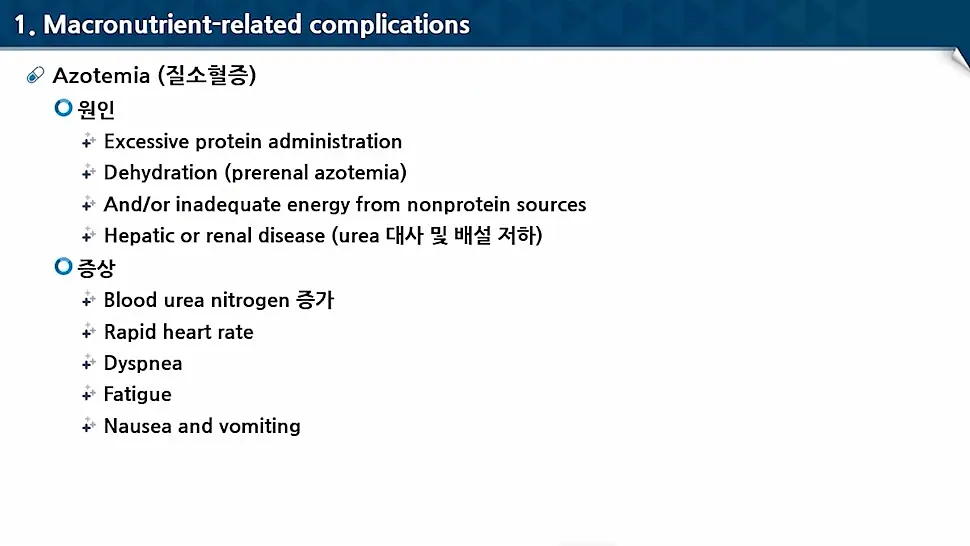 1. Macronutrient-related complications
Azotemia (질소혈증)
원인
Excessive protein administration
Dehydration (prerenal azotemia)
And/or inadequate energy from nonprotein sources
Hepatic or renal disease (urea 대사 및 배설 저하)
증상
Blood urea nitrogen 증가
Rapid heart rate
Dyspnea
Fatigue
Nausea and vomiting